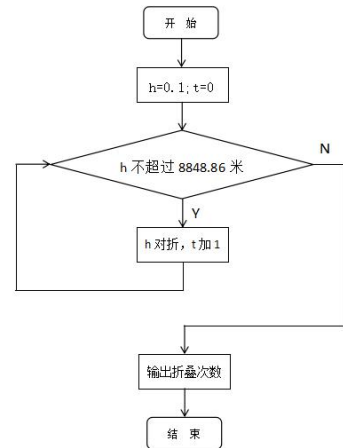 开 始
h=0.1; t=0
h 不超过 8848.86 米
N
Y
h 对折，t 加 1
输出折叠次数
结 束